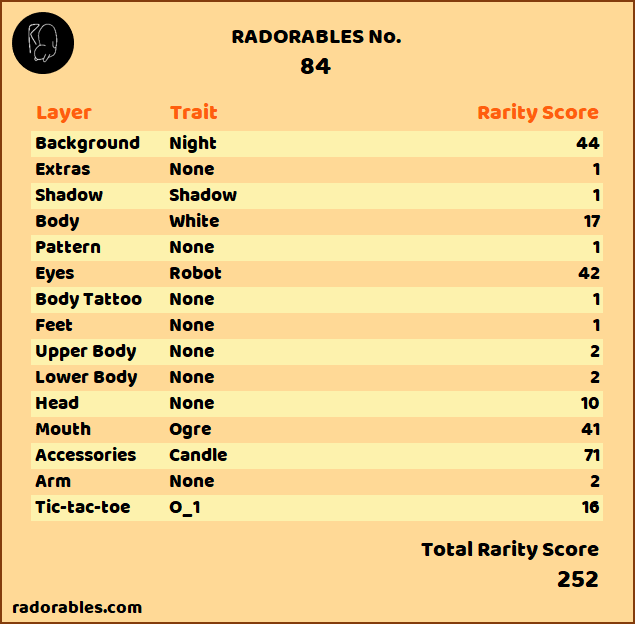 RADORABLES No.
84
Layer Trait Rarity Score
Background Night 44
Extras None 1
Shadow Shadow 1
Body White 17
Pattern None 1
Eyes Robot 42
Body Tattoo None 1
Feet None 1
Upper Body None 2
Lower Body None 2
Head None 10
Mouth Ogre 41
Accessories Candle 71
Arm None 2
Tic-tac-toe O_1 16
Total Rarity Score
252
radorables.com